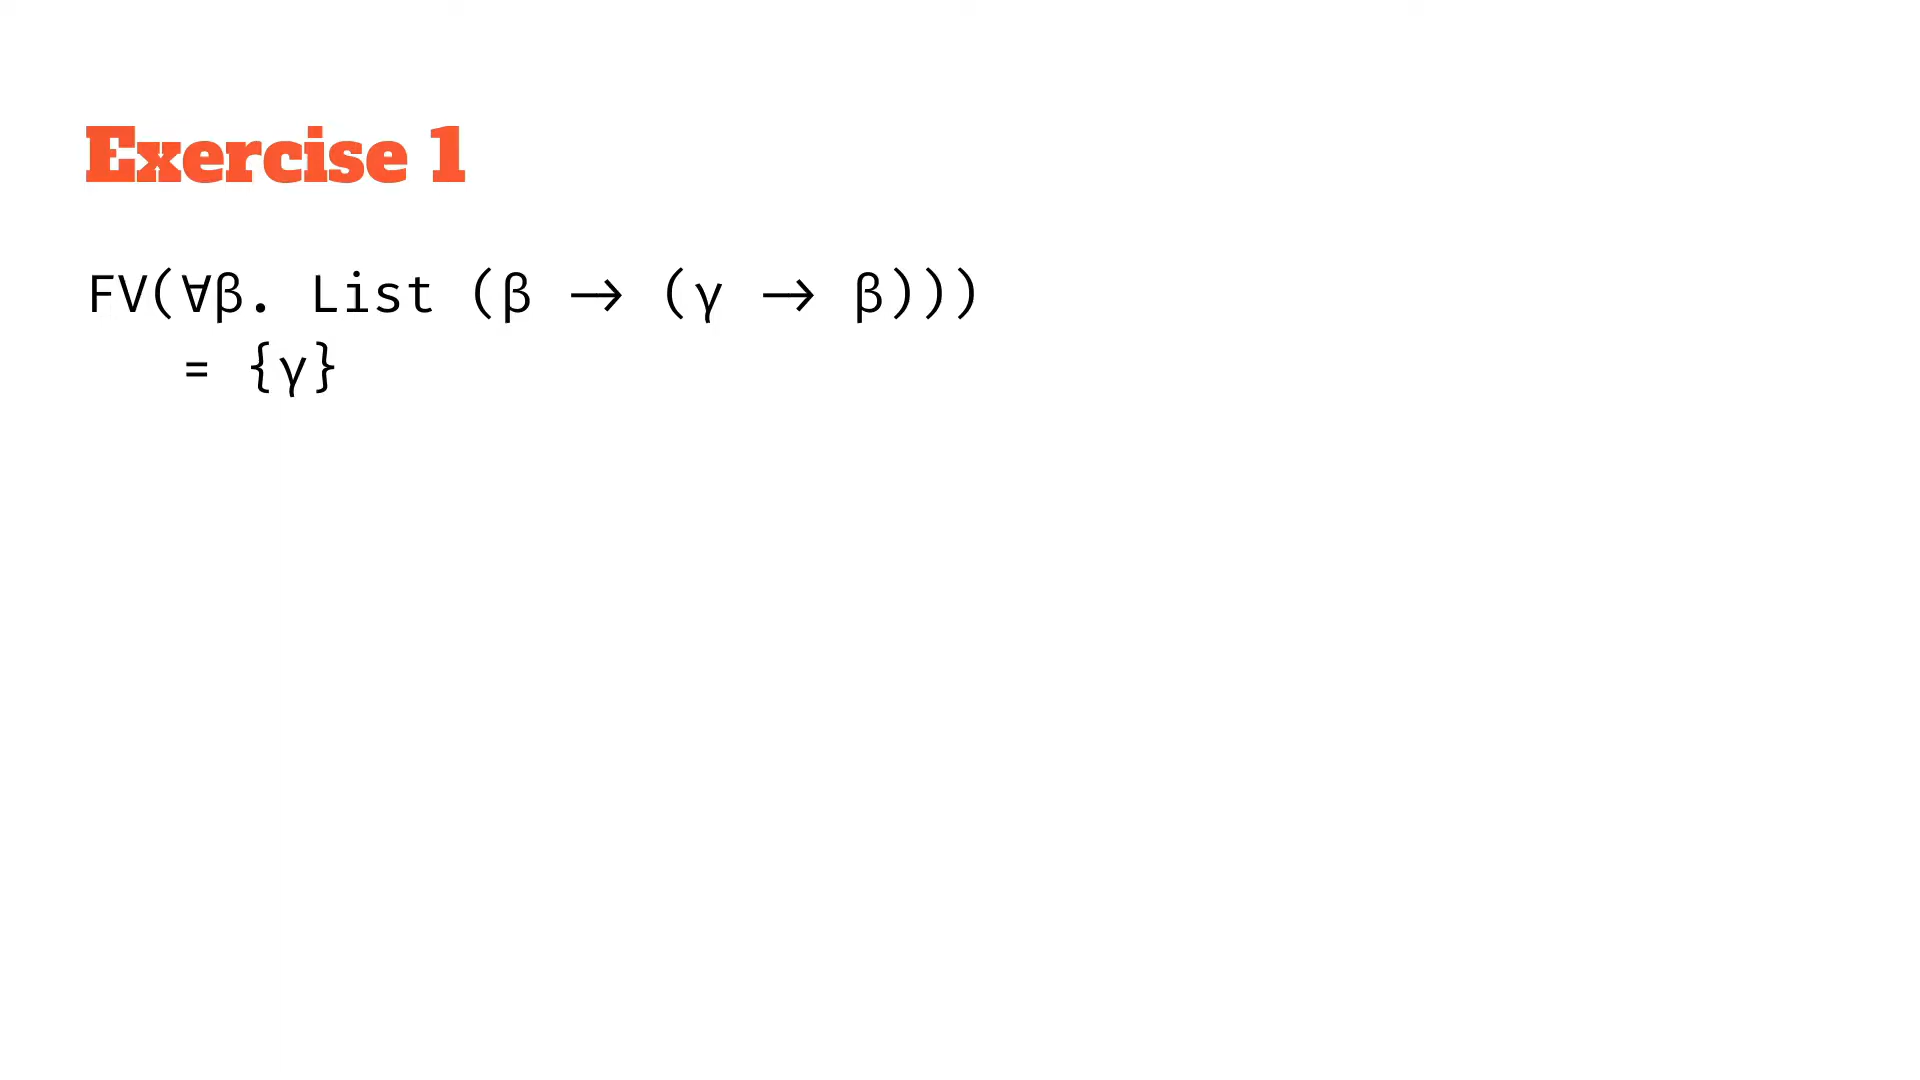 Exercise 1
FV(∀β. List (β → (γ → β)))
= {γ}